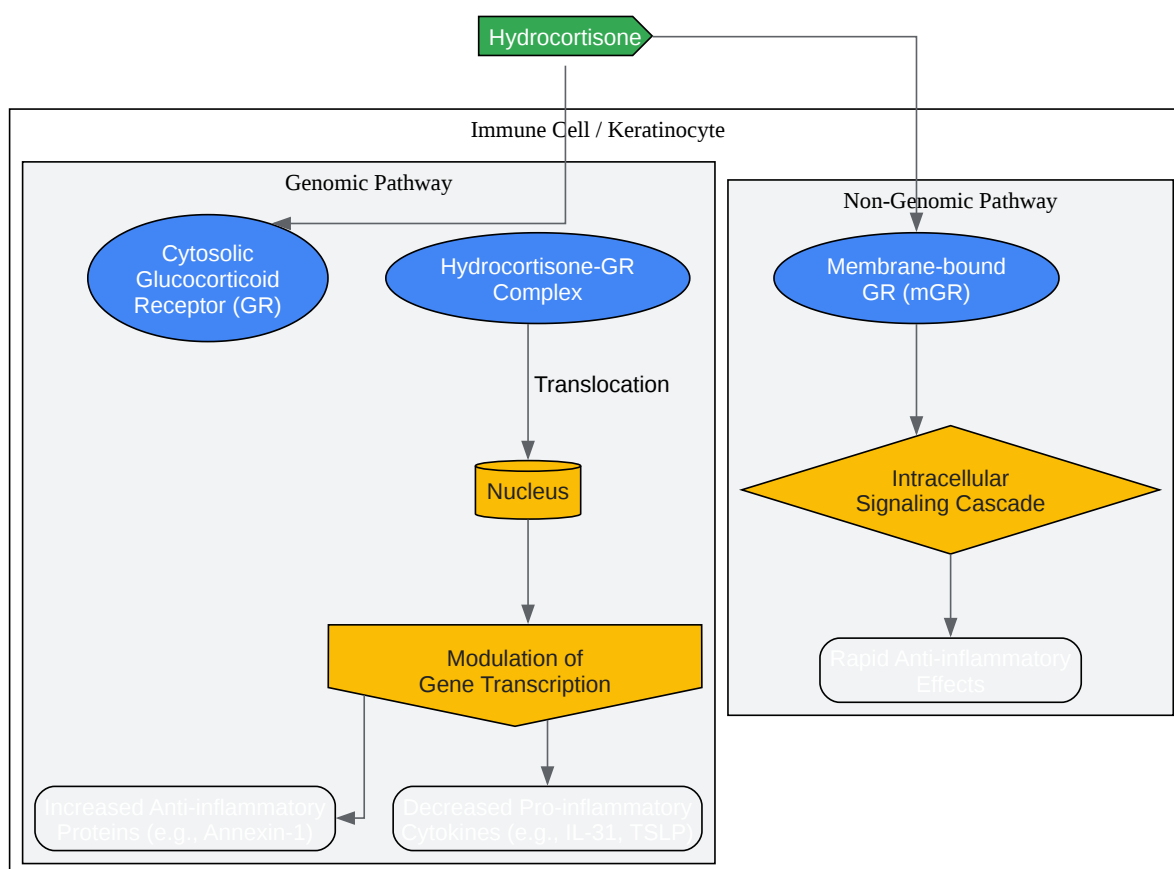 Hydrocortisone
Immune Cell / Keratinocyte
Genomic Pathway
Non-Genomic Pathway
Cytosolic
Glucocorticoid
Receptor (GR)
Hydrocortisone-GR
Complex
Membrane-bound
GR (mGR)
Translocation
Nucleus
Intracellular
Signaling Cascade
Modulation of
Gene Transcription
Rapid Anti-inflammatory
Effects
Increased Anti-inflammatory
Proteins (e.g., Annexin-1)
Decreased Pro-inflammatory
Cytokines (e.g., IL-31, TSLP)